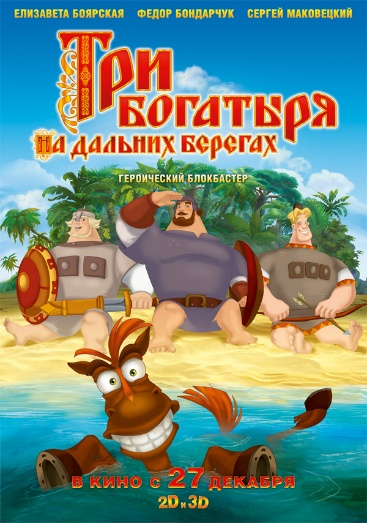 ЕЛИЗАВЕТА БОЯРСКАЯ ФЕДОР БОНДАРЧУК СЕРГЕЙ МАКОВЕЦКИЙ
ТРИ
БОГАТЫРЯ
НА ДАЛЬНИХ БЕРЕГАХ
ГЕРОИЧЕСКИЙ БЛОКБАСТЕР
В КИНО С 27 ДЕКАБРЯ
2D И 3D